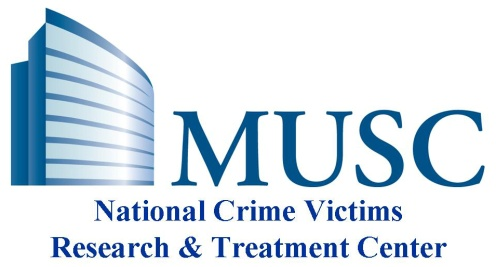 MUSC
National Crime Victims
Research & Treatment Center